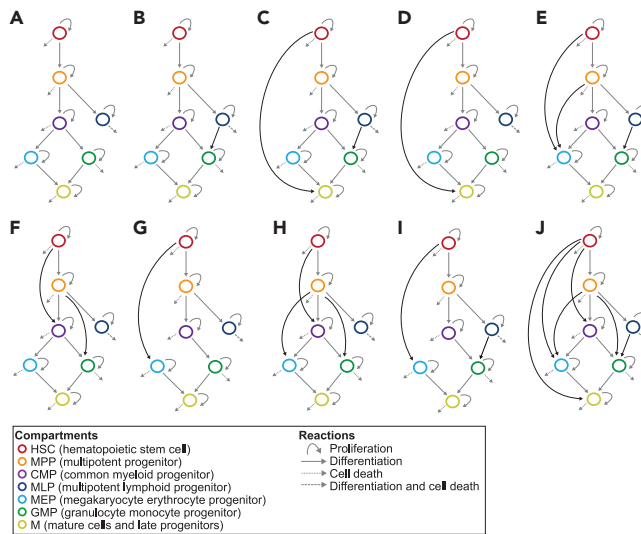 A B C D E
F G H I J
Compartments
HSC (hematopoietic stem cell)
MPP (multipotent progenitor)
CMP (common myeloid progenitor)
MLP (multipotent lymphoid progenitor)
MEP (megakaryocyte erythrocyte progenitor)
GMP (granulocyte monocyte progenitor)
M (mature cells and late progenitors)
Reactions
Proliferation
Differentiation
Cell death
Differentiation and cell death